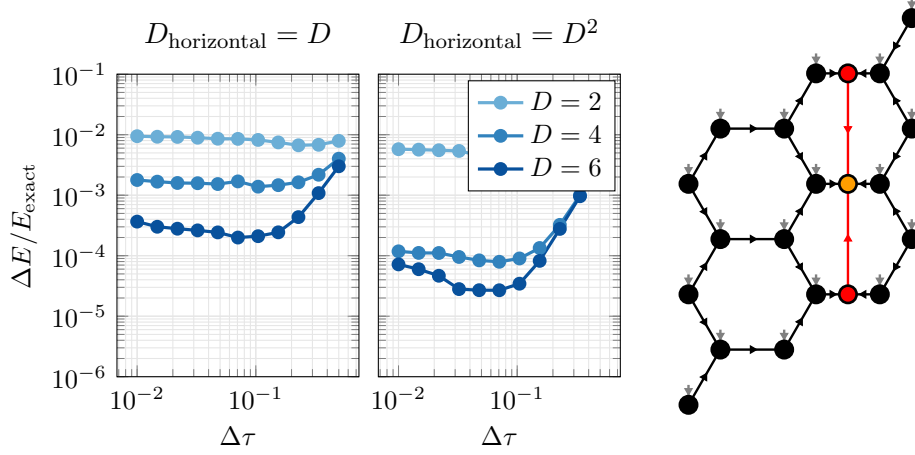 D_horizontal = D
D_horizontal = D²
10⁻¹
10⁻²
10⁻³
10⁻⁴
10⁻⁵
10⁻⁶
ΔE/E_exact
D = 2
D = 4
D = 6
10⁻² 10⁻¹
10⁻² 10⁻¹
Δτ
Δτ